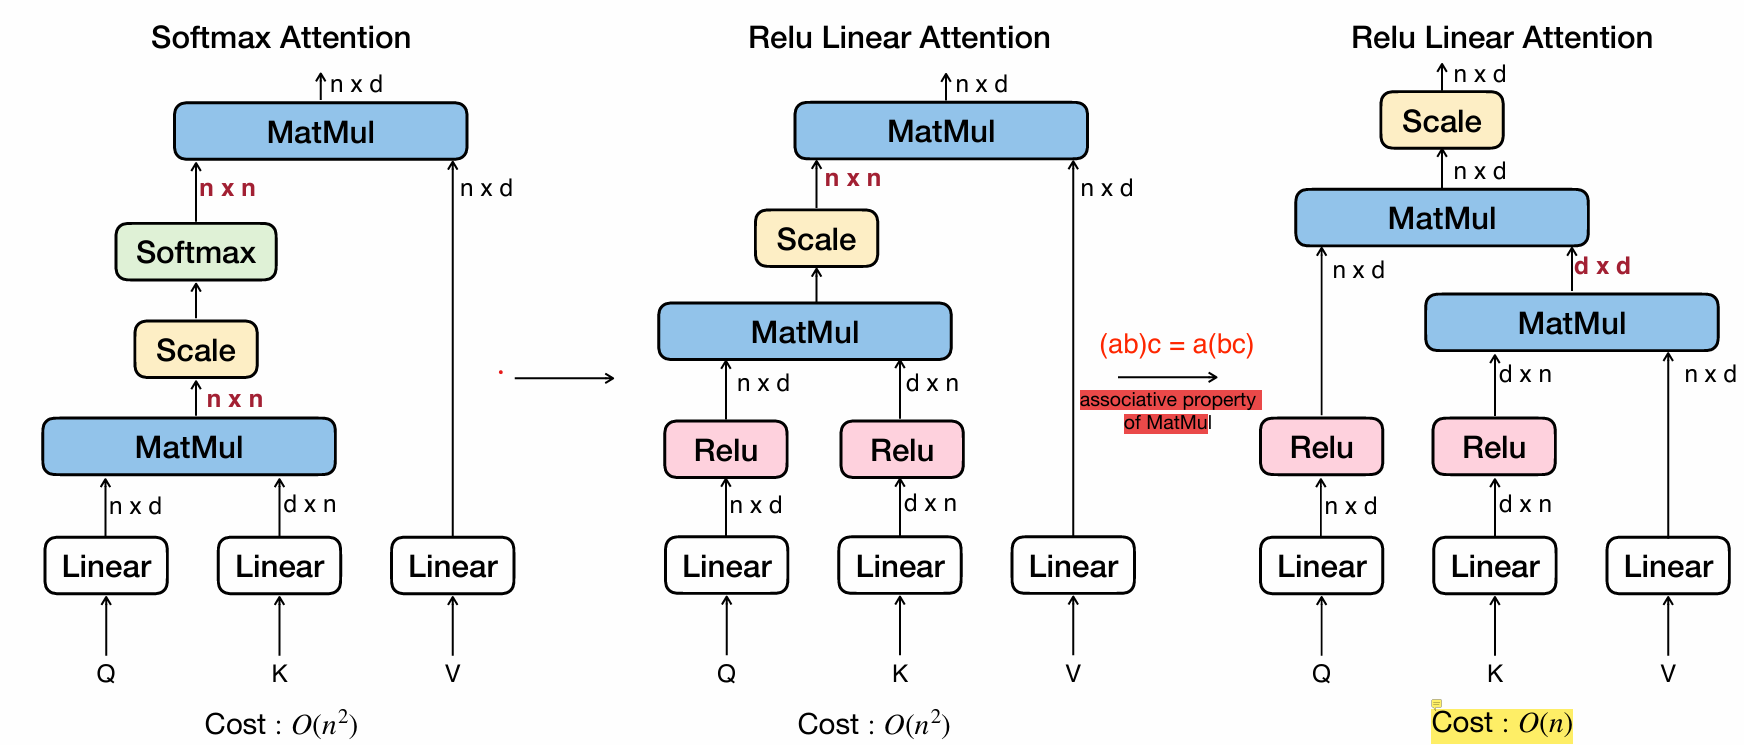 Softmax Attention
n x d
MatMul
n x n
n x d
Softmax
Scale
n x n
MatMul
n x d
d x n
Linear
Linear
Linear
Q
K
V
Cost : O(n²)
Relu Linear Attention
n x d
MatMul
n x n
n x d
Scale
MatMul
n x d
d x n
Relu
Relu
n x d
d x n
Linear
Linear
Linear
Q
K
V
Cost : O(n²)
(ab)c = a(bc)
associative property
of MatMul
Relu Linear Attention
n x d
Scale
n x d
MatMul
n x d
d x d
MatMul
d x n
n x d
Relu
Relu
n x d
d x n
Linear
Linear
Linear
Q
K
V
Cost : O(n)